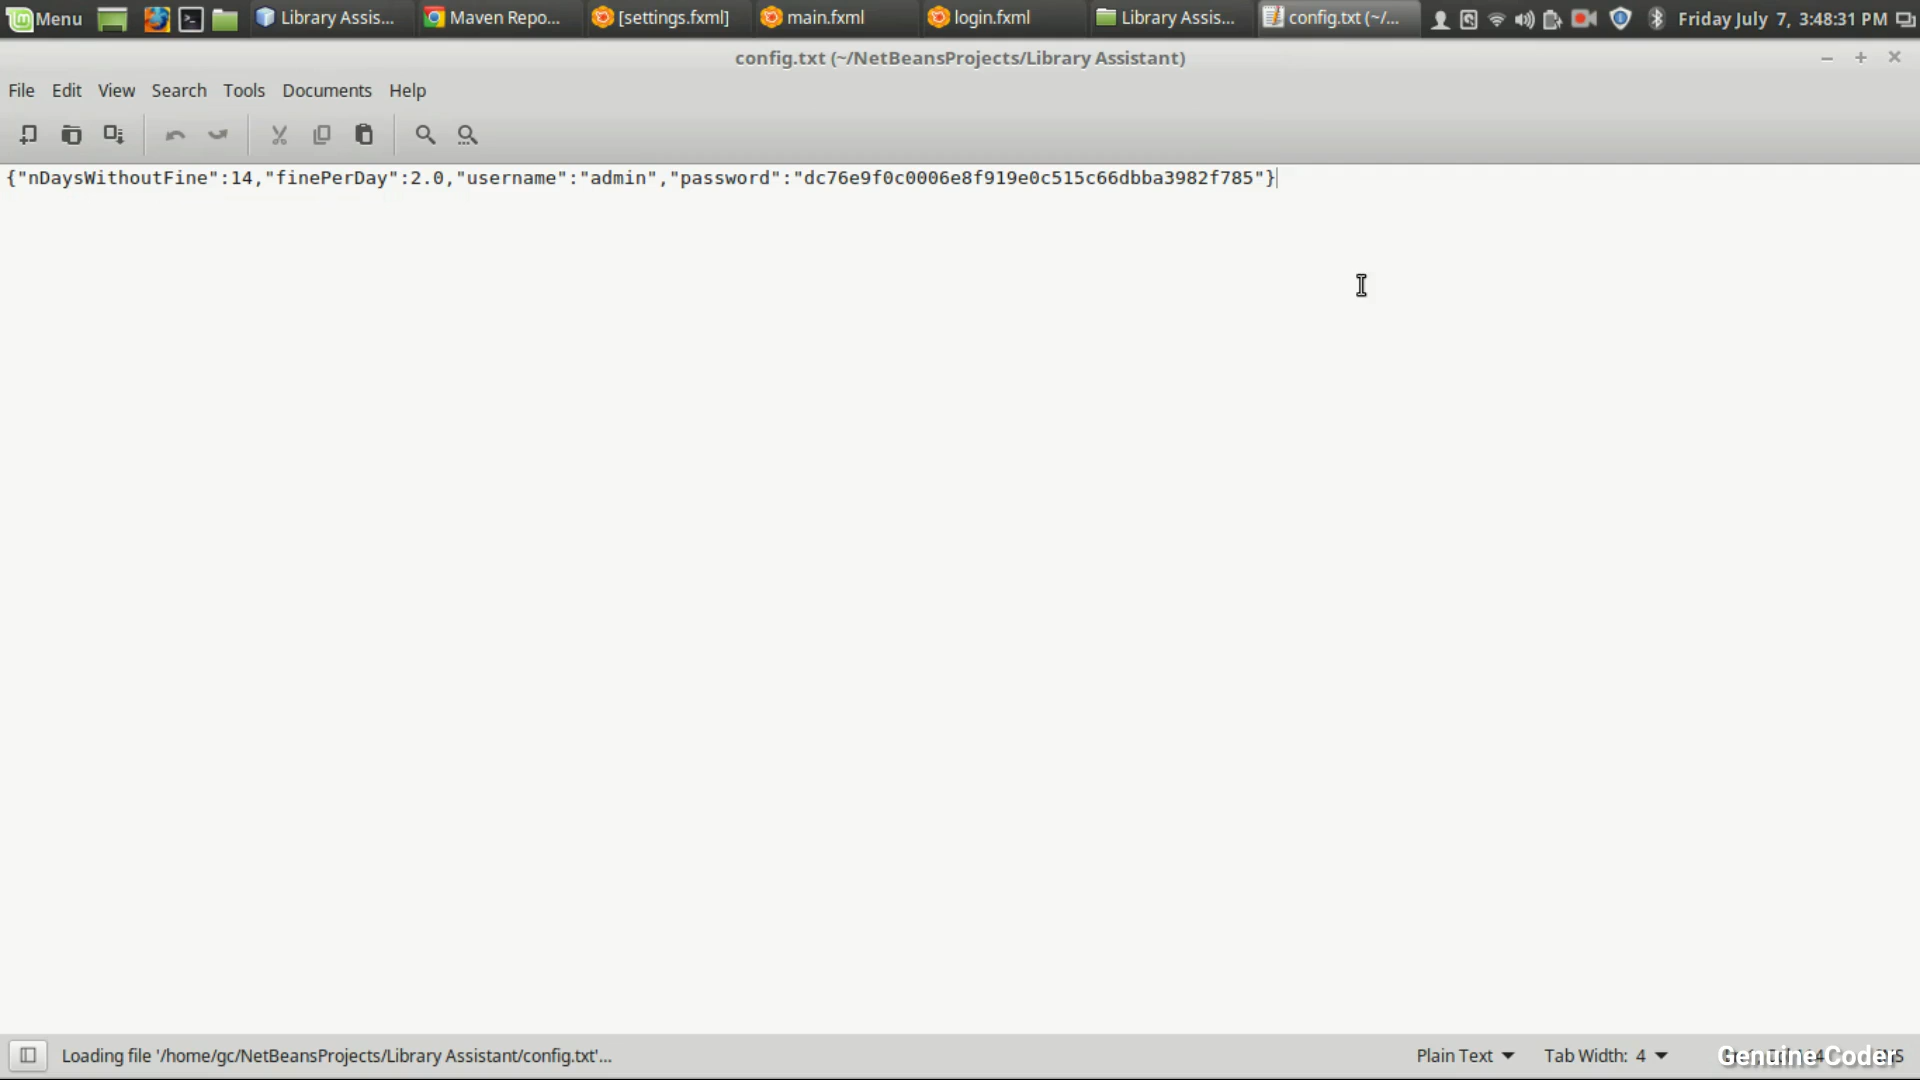 Menu Library Assis... Maven Repo... [settings.fxml] main.fxml login.fxml Library Assis... config.txt (~/... Friday July 7, 3:48:31 PM
config.txt (~/NetBeansProjects/Library Assistant)
File Edit View Search Tools Documents Help
{"nDaysWithoutFine":14,"finePerDay":2.0,"username":"admin","password":"dc76e9f0c0006e8f919e0c515c66dbba3982f785"}
Loading file '/home/gc/NetBeansProjects/Library Assistant/config.txt'... Plain Text Tab Width: 4
Genuine Coder